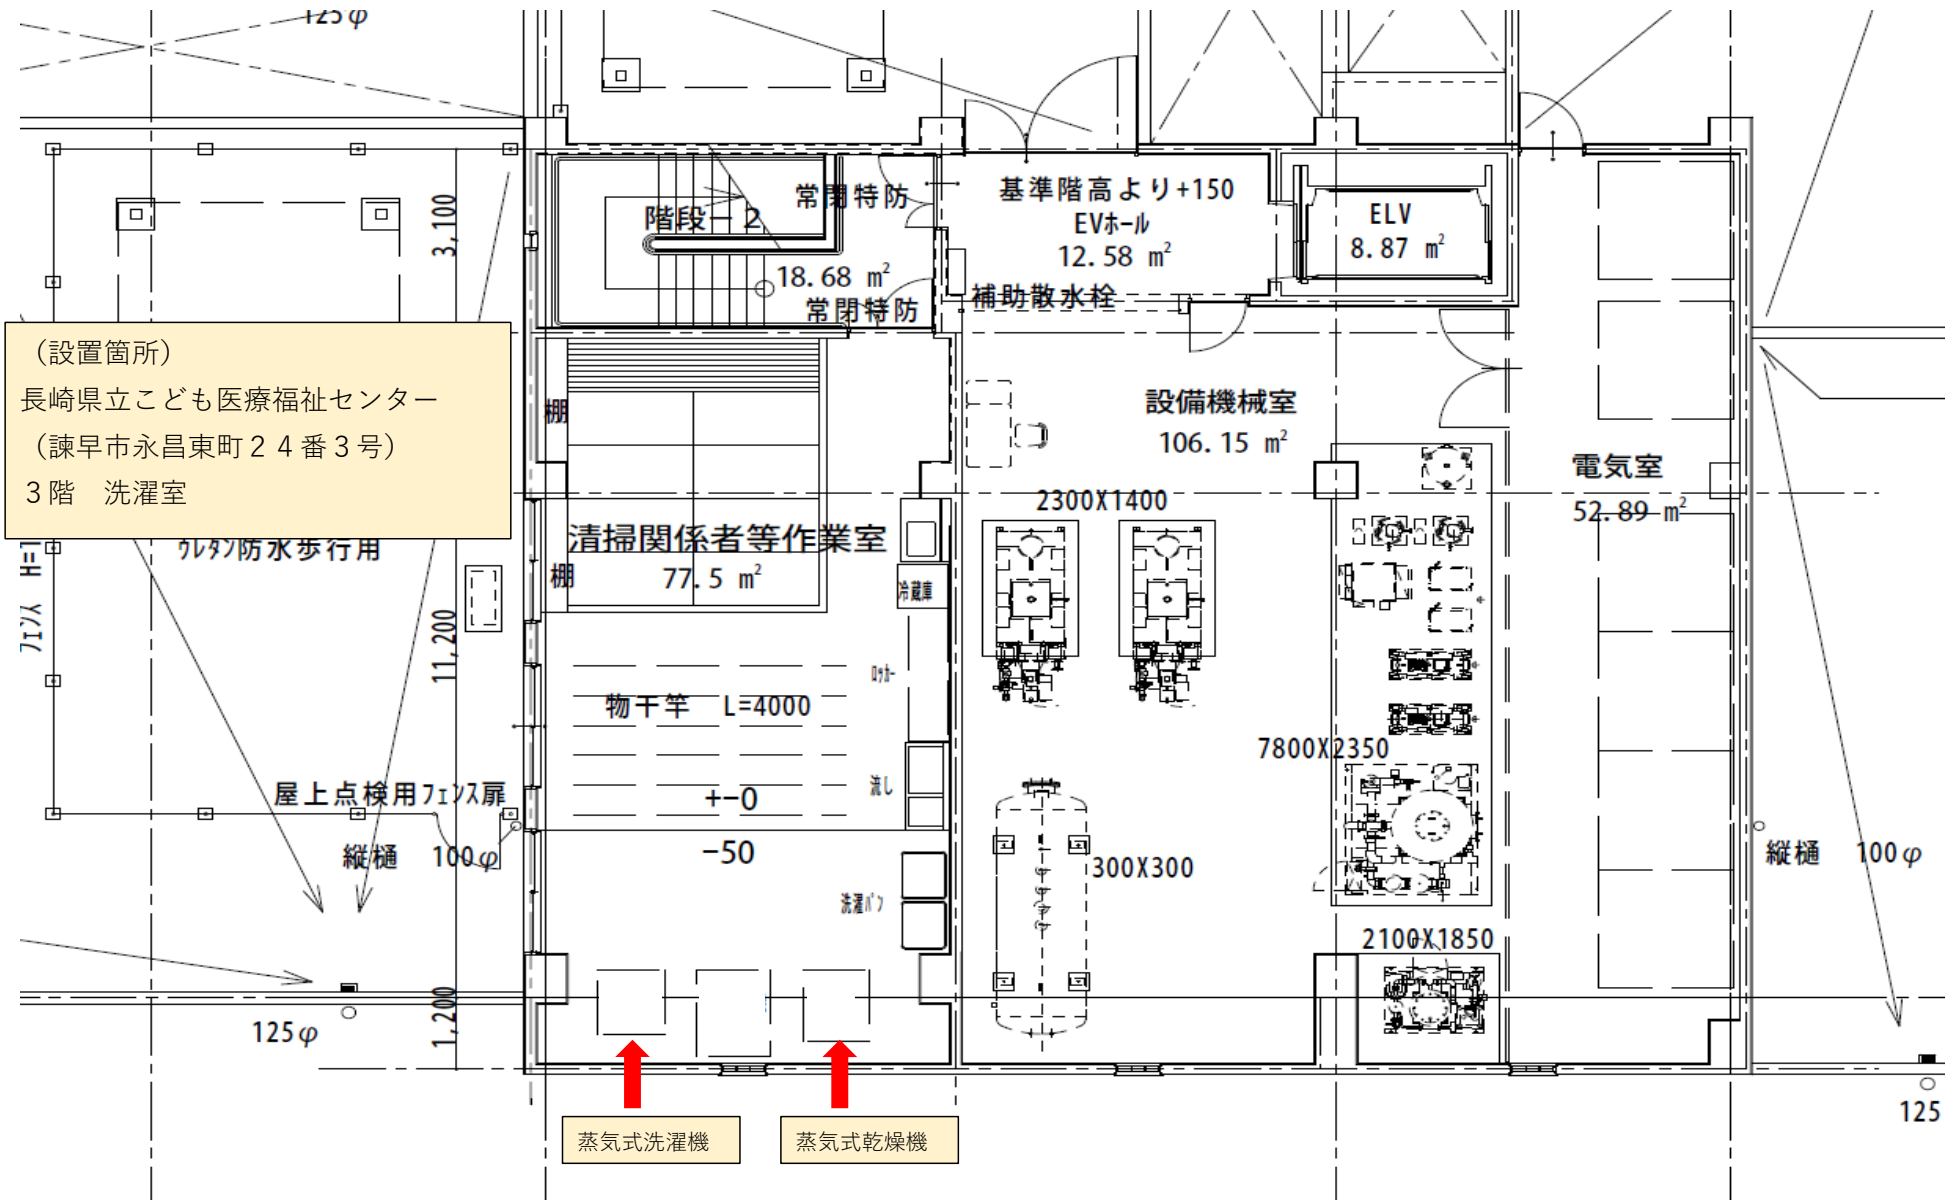 125φ
3,100
常閉特防
階段－2
18.68 m²
常閉特防
基準階高より+150
EVホール
12.58 m²
補助散水栓
ELV
8.87 m²
（設置箇所）
長崎県立こども医療福祉センター
（諫早市永昌東町２４番３号）
３階　洗濯室
棚
設備機械室
106.15 m²
電気室
52.89 m²
2300X1400
清掃関係者等作業室
77.5 m²
棚
冷蔵庫
ウレタン防水歩行用
フェンス H=1
11,200
ロッカー
物干竿 L=4000
7800X2350
屋上点検用フェンス扉
流し
+-0
-50
縦樋 100φ
300X300
縦樋 100φ
洗濯パン
2100X1850
125φ
1,200
125
蒸気式洗濯機
蒸気式乾燥機